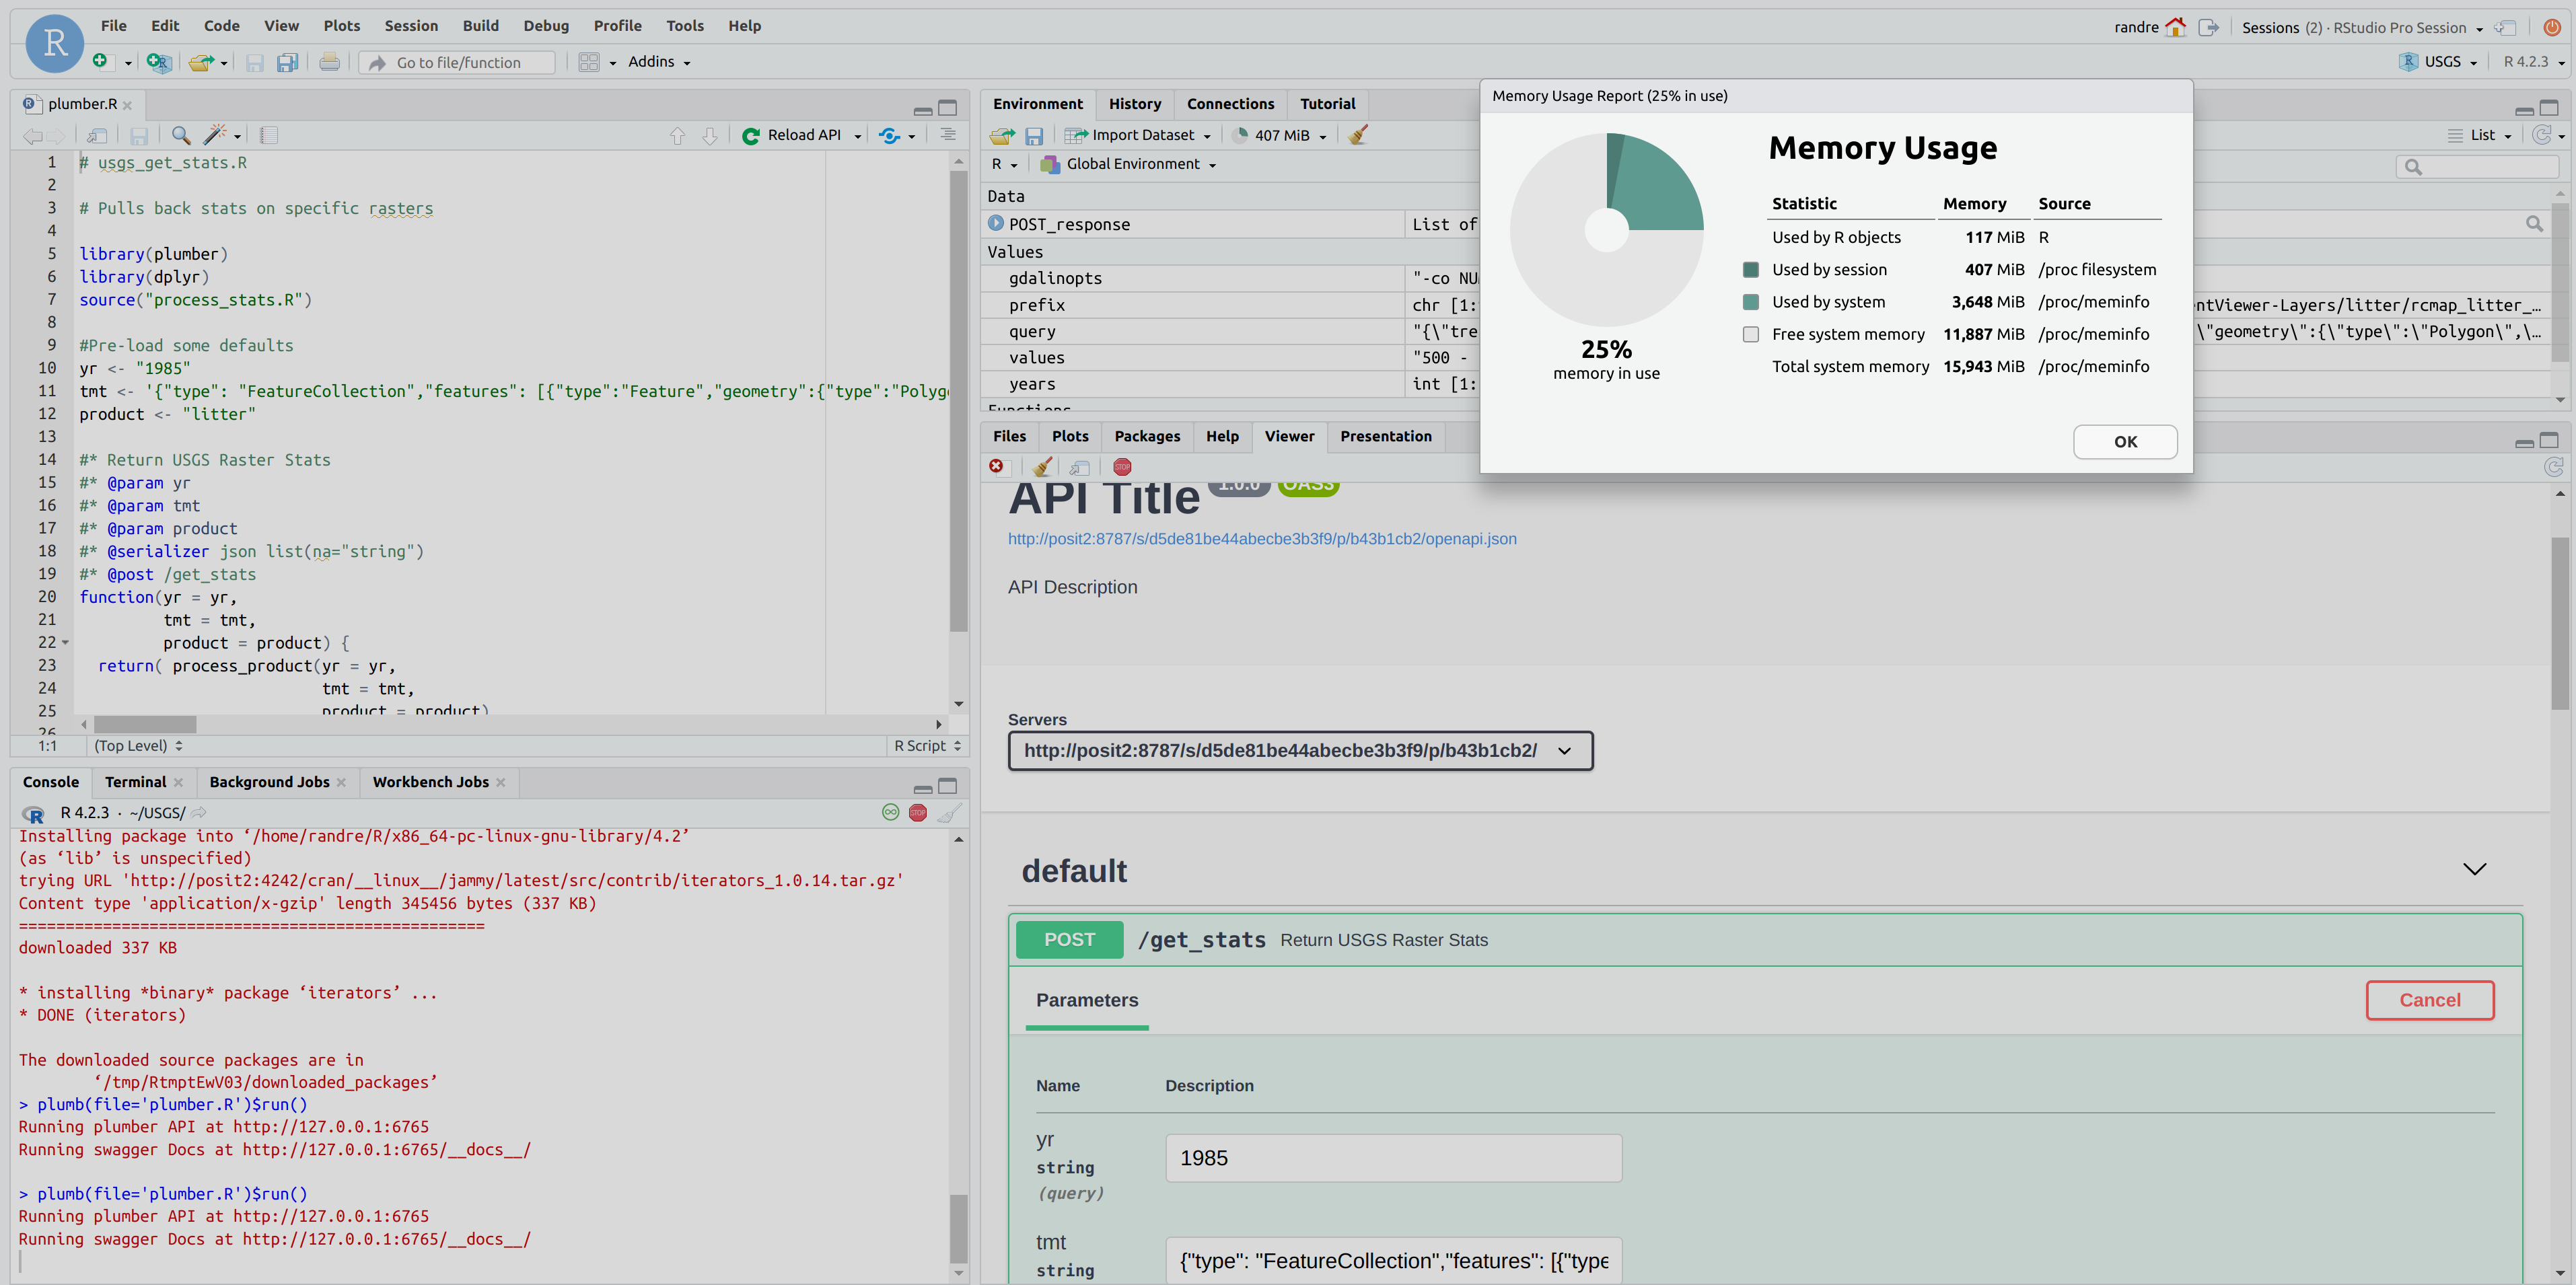 File Edit Code View Plots Session Build Debug Profile Tools Help
randre Sessions (2) · RStudio Pro Session
R
Go to file/function Addins
USGS R 4.2.3
plumber.R
Reload API
1 # usgs_get_stats.R
2
3 # Pulls back stats on specific rasters
4
5 library(plumber)
6 library(dplyr)
7 source("process_stats.R")
8
9 #Pre-load some defaults
10 yr <- "1985"
11 tmt <- '{"type": "FeatureCollection","features": [{"type":"Feature","geometry":{"type":"Polyg
12 product <- "litter"
13
14 #* Return USGS Raster Stats
15 #* @param yr
16 #* @param tmt
17 #* @param product
18 #* @serializer json list(na="string")
19 #* @post /get_stats
20 function(yr = yr,
21 tmt = tmt,
22 product = product) {
23 return( process_product(yr = yr,
24 tmt = tmt,
25 product = product)
26
1:1 (Top Level) R Script
Console Terminal Background Jobs Workbench Jobs
R 4.2.3 · ~/USGS/
Installing package into ‘/home/randre/R/x86_64-pc-linux-gnu-library/4.2’
(as ‘lib’ is unspecified)
trying URL 'http://posit2:4242/cran/__linux__/jammy/latest/src/contrib/iterators_1.0.14.tar.gz'
Content type 'application/x-gzip' length 345456 bytes (337 KB)
==================================================
downloaded 337 KB
* installing *binary* package ‘iterators’ ...
* DONE (iterators)
The downloaded source packages are in
‘/tmp/RtmptEwV03/downloaded_packages’
> plumb(file='plumber.R')$run()
Running plumber API at http://127.0.0.1:6765
Running swagger Docs at http://127.0.0.1:6765/__docs__/
> plumb(file='plumber.R')$run()
Running plumber API at http://127.0.0.1:6765
Running swagger Docs at http://127.0.0.1:6765/__docs__/
Environment History Connections Tutorial
Import Dataset 407 MiB
List
R Global Environment
Data
POST_response List of
Values
gdalinopts "-co NU
prefix chr [1: ntViewer-Layers/litter/rcmap_litter_…
query "{\"tre \"geometry\":{\"type\":\"Polygon\",\…
values "500 -
years int [1:
Functions
Memory Usage Report (25% in use)
Memory Usage
Statistic Memory Source
Used by R objects 117 MiB R
Used by session 407 MiB /proc filesystem
Used by system 3,648 MiB /proc/meminfo
Free system memory 11,887 MiB /proc/meminfo
Total system memory 15,943 MiB /proc/meminfo
25%
memory in use
OK
Files Plots Packages Help Viewer Presentation
STOP
API Title 1.0.0 OAS3
http://posit2:8787/s/d5de81be44abecbe3b3f9/p/b43b1cb2/openapi.json
API Description
Servers
http://posit2:8787/s/d5de81be44abecbe3b3f9/p/b43b1cb2/
default
POST /get_stats Return USGS Raster Stats
Parameters
Cancel
Name Description
yr
string
(query)
1985
tmt
string
{"type": "FeatureCollection","features": [{"type